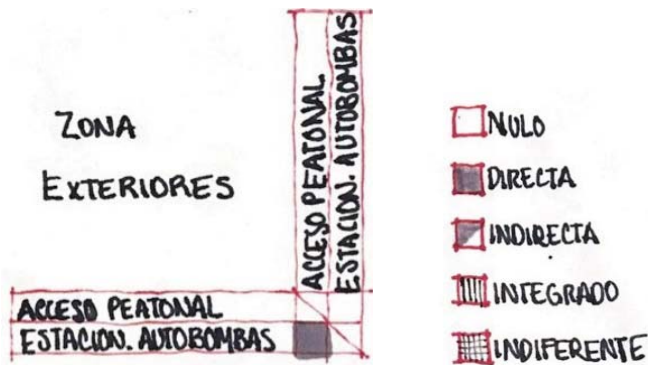 ZONA
EXTERIORES
ACCESO PEATONAL
ESTACION. AUTOBOMBAS
ACCESO PEATONAL
ESTACION. AUTOBOMBAS
NULO
DIRECTA
INDIRECTA
INTEGRADO
INDIFERENTE